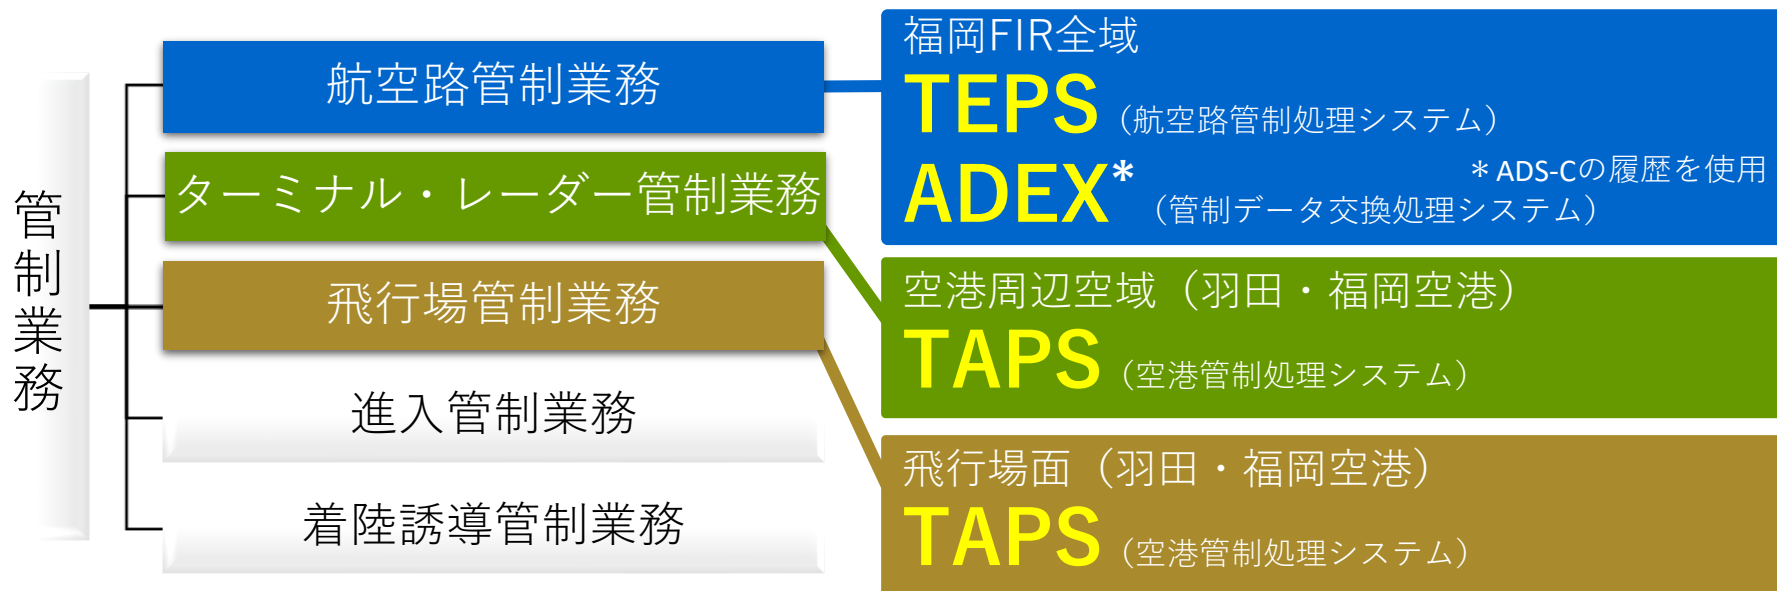 管制業務
航空路管制業務
ターミナル・レーダー管制業務
飛行場管制業務
進入管制業務
着陸誘導管制業務
福岡FIR全域
TEPS（航空路管制処理システム）
ADEX*（管制データ交換処理システム）
＊ADS-Cの履歴を使用
空港周辺空域（羽田・福岡空港）
TAPS（空港管制処理システム）
飛行場面（羽田・福岡空港）
TAPS（空港管制処理システム）